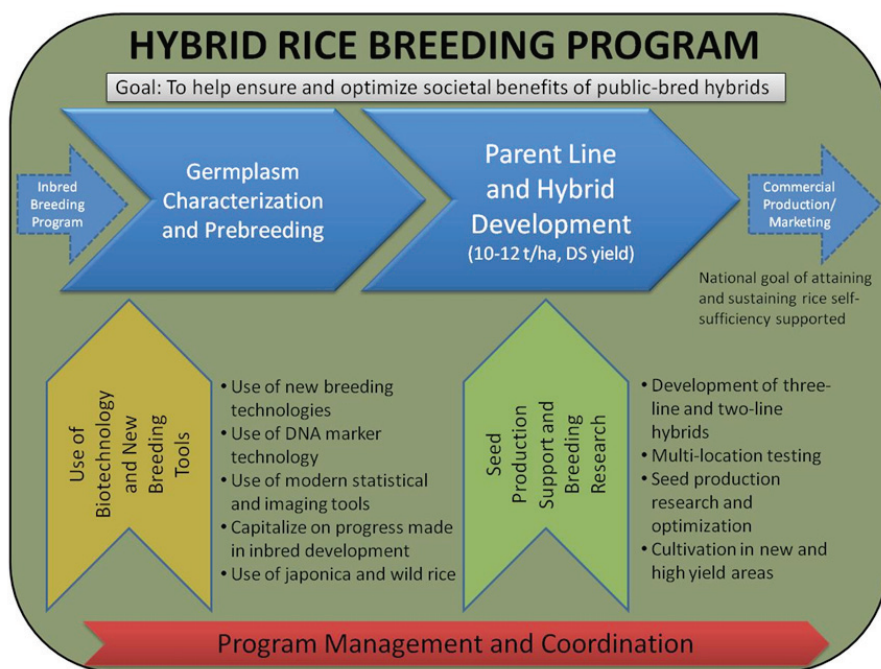 HYBRID RICE BREEDING PROGRAM
Goal: To help ensure and optimize societal benefits of public-bred hybrids
Inbred
Breeding
Program
Germplasm
Characterization
and Prebreeding
Parent Line
and Hybrid
Development
(10-12 t/ha, DS yield)
Commercial
Production/
Marketing
National goal of attaining
and sustaining rice self-
sufficiency supported
Use of
Biotechnology
and New
Breeding
Tools
• Use of new breeding
technologies
• Use of DNA marker
technology
• Use of modern statistical
and imaging tools
• Capitalize on progress made
in inbred development
• Use of japonica and wild rice
Seed
Production
Support and
Breeding
Research
• Development of three-
line and two-line
hybrids
• Multi-location testing
• Seed production
research and
optimization
• Cultivation in new and
high yield areas
Program Management and Coordination